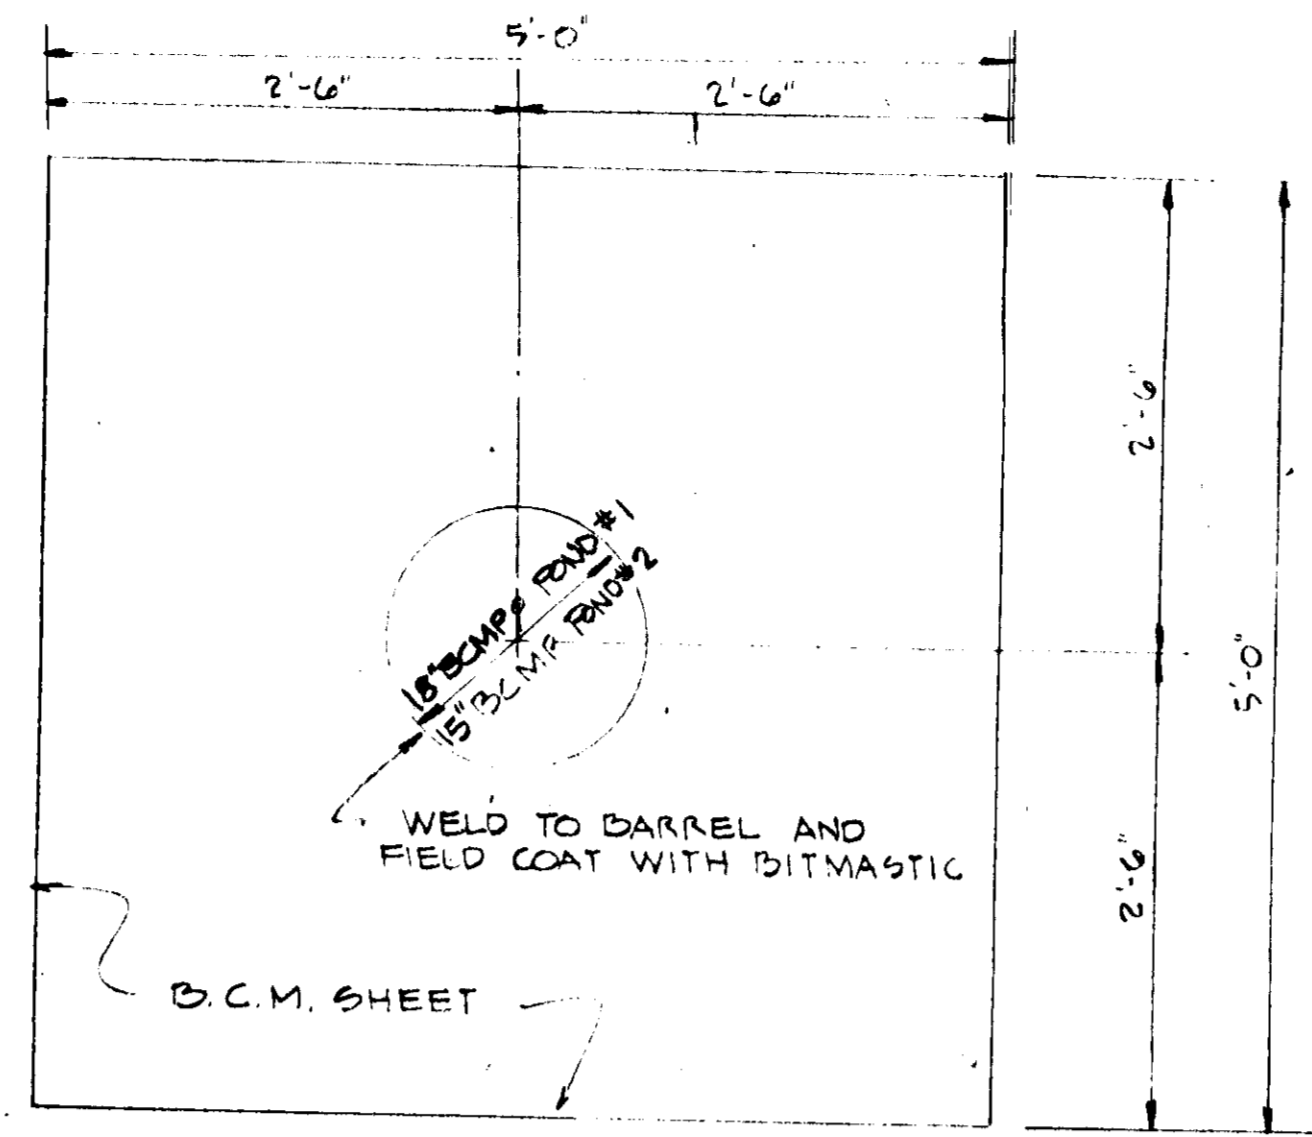 5'-0"
2'-6" 2'-6"
2'-6"
18" BCMP@ POND #1
15" BCMP@ POND #2
5'-0"
WELD TO BARREL AND
FIELD COAT WITH BITMASTIC
2'-6"
B.C.M. SHEET